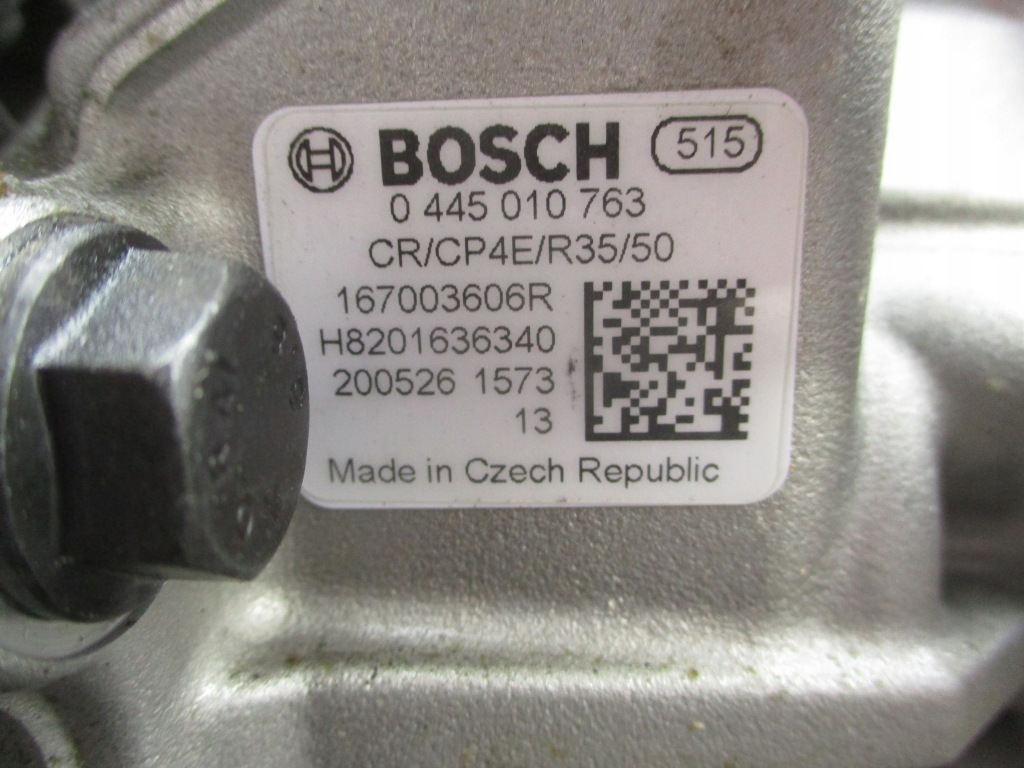 BOSCH 515
0 445 010 763
CR/CP4E/R35/50
167003606R
H8201636340
200526 1573
13
Made in Czech Republic